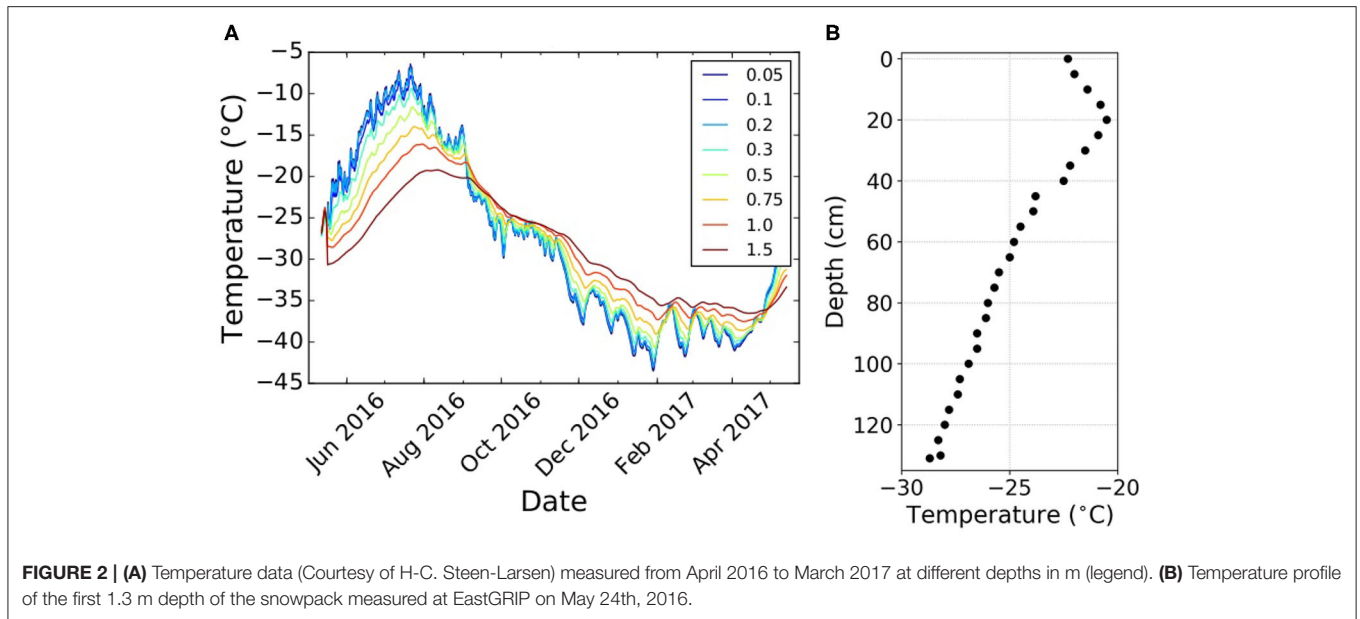 A
Temperature (°C)
−5
−10
−15
−20
−25
−30
−35
−40
−45
0.05
0.1
0.2
0.3
0.5
0.75
1.0
1.5
Jun 2016
Aug 2016
Oct 2016
Dec 2016
Feb 2017
Apr 2017
Date
B
Depth (cm)
0
20
40
60
80
100
120
−30
−25
−20
Temperature (°C)
FIGURE 2 | (A) Temperature data (Courtesy of H-C. Steen-Larsen) measured from April 2016 to March 2017 at different depths in m (legend). (B) Temperature profile
of the first 1.3 m depth of the snowpack measured at EastGRIP on May 24th, 2016.